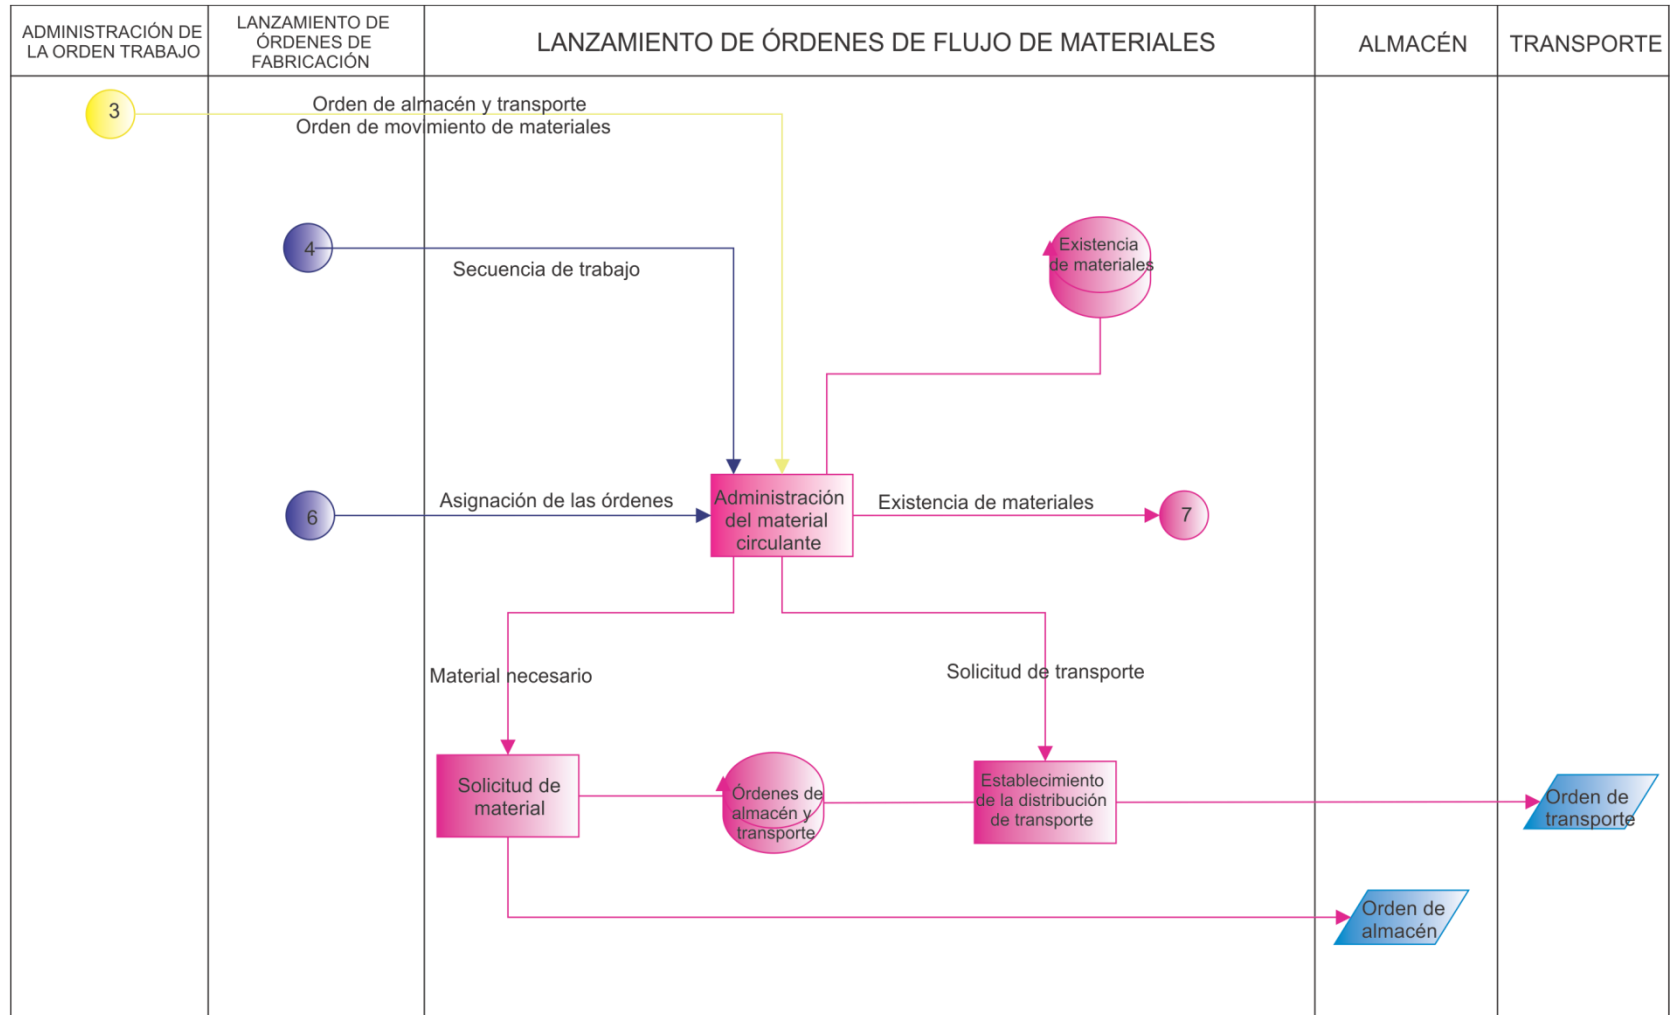 ADMINISTRACIÓN DE
LA ORDEN TRABAJO
LANZAMIENTO DE
ÓRDENES DE
FABRICACIÓN
LANZAMIENTO DE ÓRDENES DE FLUJO DE MATERIALES
ALMACÉN
TRANSPORTE
3
Orden de almacén y transporte
Orden de movimiento de materiales
4
Secuencia de trabajo
Existencia
de materiales
6
Asignación de las órdenes
Administración
del material
circulante
Existencia de materiales
7
Material necesario
Solicitud de transporte
Solicitud de
material
Órdenes de
almacén y
transporte
Establecimiento
de la distribución
de transporte
Orden de
transporte
Orden de
almacén